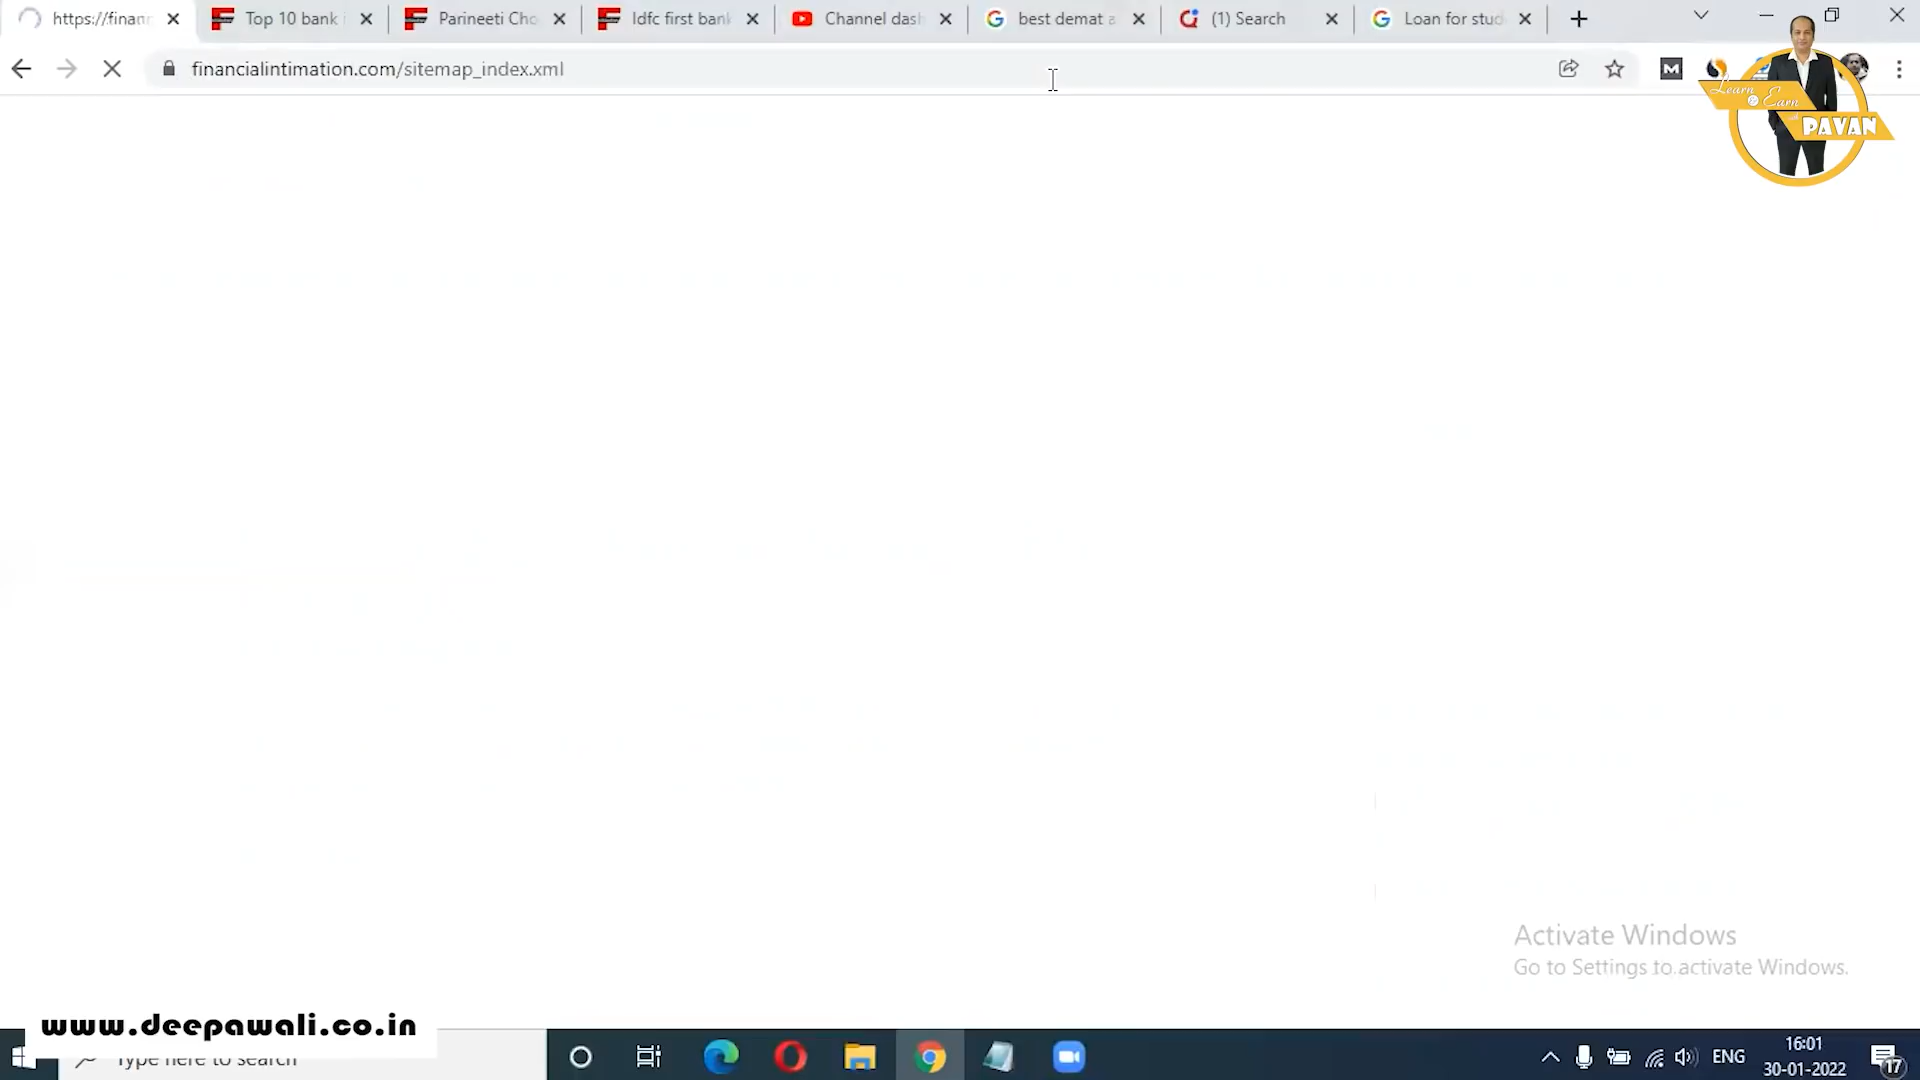 https://finan
Top 10 bank i
Parineeti Cho
Idfc first bank
Channel dash
best demat a
(1) Search
Loan for stud
financialintimation.com/sitemap_index.xml
Learn & Earn
with
PAVAN
Activate Windows
Go to Settings to activate Windows.
www.deepawali.co.in
Type here to search
ENG
16:01
30-01-2022
17